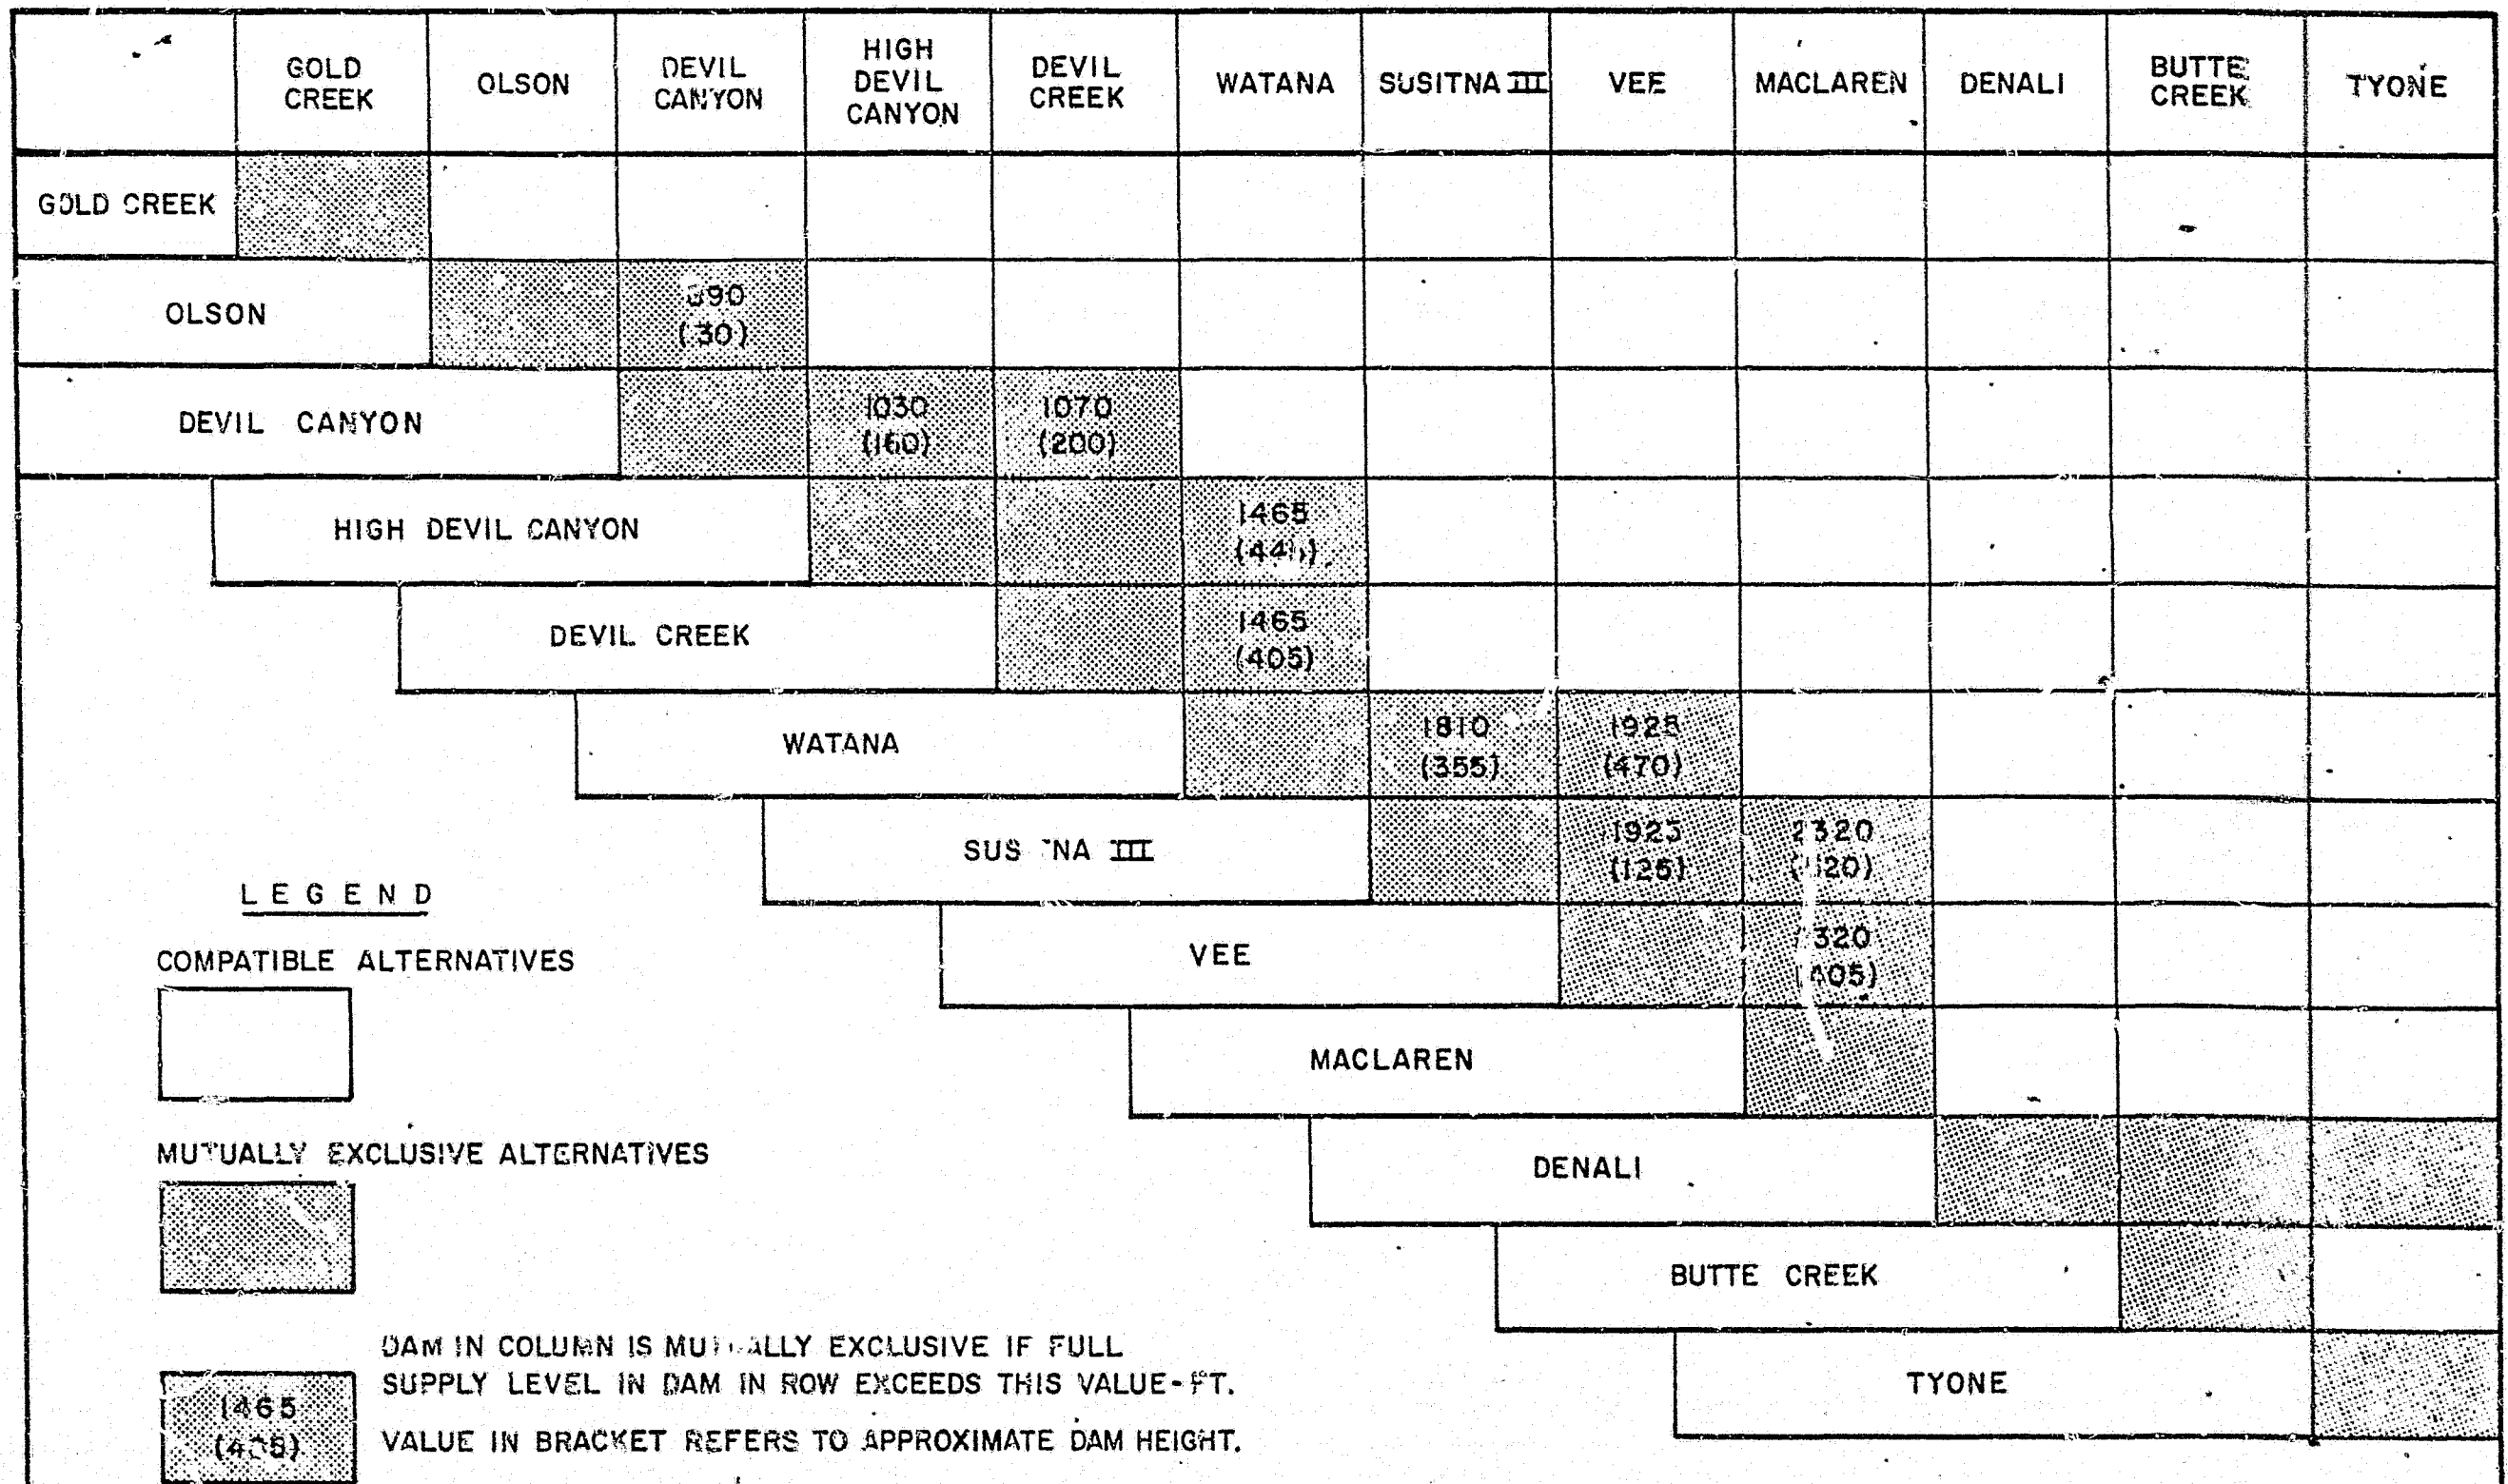 GOLD
CREEK
OLSON
DEVIL
CANYON
HIGH
DEVIL
CANYON
DEVIL
CREEK
WATANA
SUSITNA III
VEE
MACLAREN
DENALI
BUTTE
CREEK
TYONE
GOLD CREEK
OLSON
(30)
DEVIL CANYON
1030
(160)
1070
(200)
HIGH DEVIL CANYON
1465
DEVIL CREEK
1465
(405)
WATANA
1810
(355)
1925
(470)
III
1925
(125)
2320
VEE
MACLAREN
DENALI
BUTTE CREEK
TYONE
LEGEND
COMPATIBLE ALTERNATIVES
MUTUALLY EXCLUSIVE ALTERNATIVES
DAM IN COLUMN IS MUTUALLY EXCLUSIVE IF FULL
SUPPLY LEVEL IN DAM IN ROW EXCEEDS THIS VALUE-FT.
1465
VALUE IN BRACKET REFERS TO APPROXIMATE DAM HEIGHT.